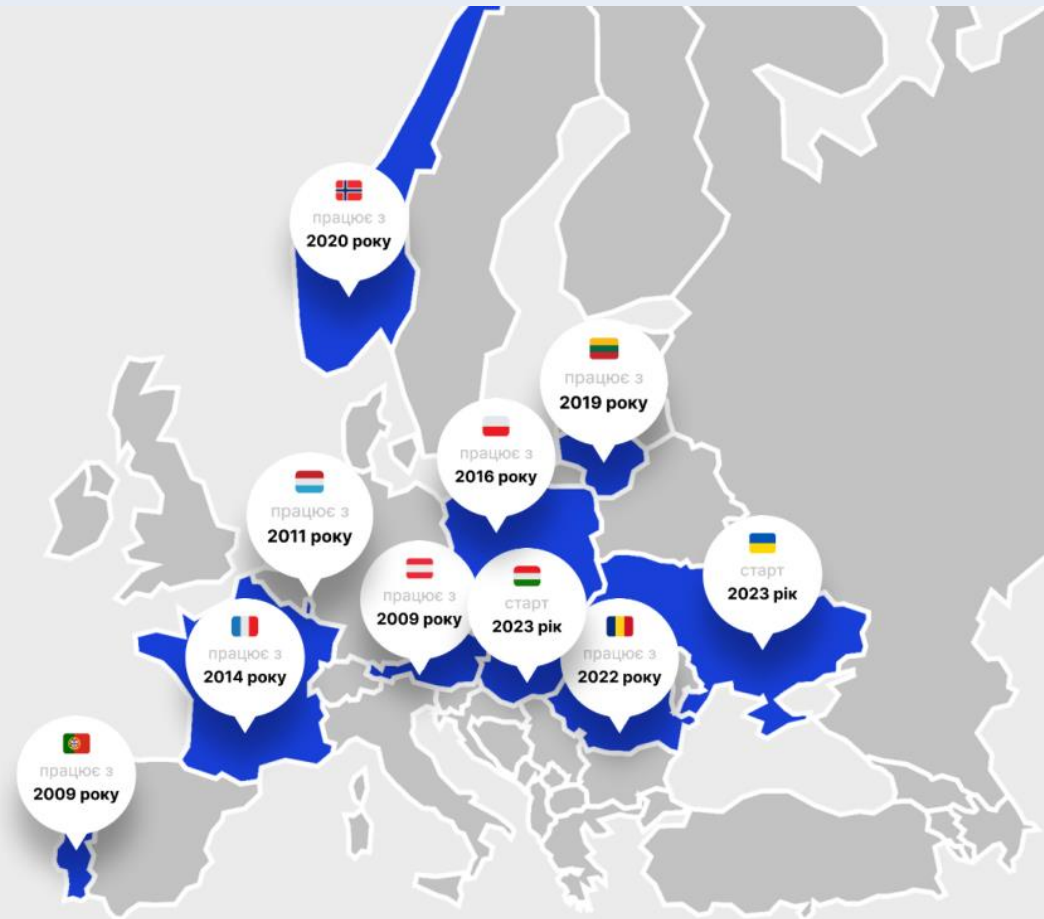 працює з
2020 року
працює з
2019 року
працює з
2016 року
працює з
2011 року
старт
2023 рік
працює з
2009 року
старт
2023 рік
працює з
2014 року
працює з
2022 року
працює з
2009 року